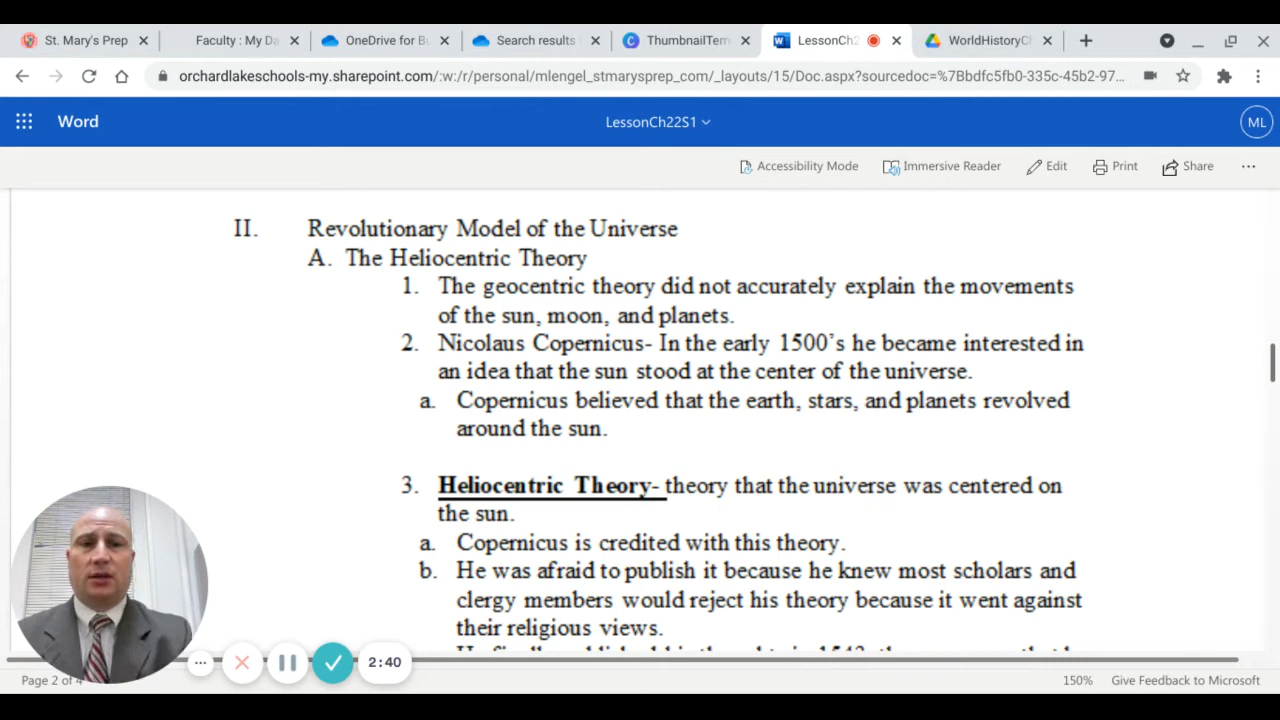 St. Mary's Prep
Faculty : My Da
OneDrive for Bu
Search results f
ThumbnailTem
LessonCh2
WorldHistoryCh
orchardlakeschools-my.sharepoint.com/:w:/r/personal/mlengel_stmarysprep_com/_layouts/15/Doc.aspx?sourcedoc=%7Bbdfc5fb0-335c-45b2-97...
Word
LessonCh22S1
ML
Accessibility Mode
Immersive Reader
Edit
Print
Share
II. Revolutionary Model of the Universe
A. The Heliocentric Theory
1. The geocentric theory did not accurately explain the movements
of the sun, moon, and planets.
2. Nicolaus Copernicus- In the early 1500's he became interested in
an idea that the sun stood at the center of the universe.
a. Copernicus believed that the earth, stars, and planets revolved
around the sun.
3. Heliocentric Theory- theory that the universe was centered on
the sun.
a. Copernicus is credited with this theory.
b. He was afraid to publish it because he knew most scholars and
clergy members would reject his theory because it went against
their religious views.
2:40
Page 2 of 4
150%
Give Feedback to Microsoft